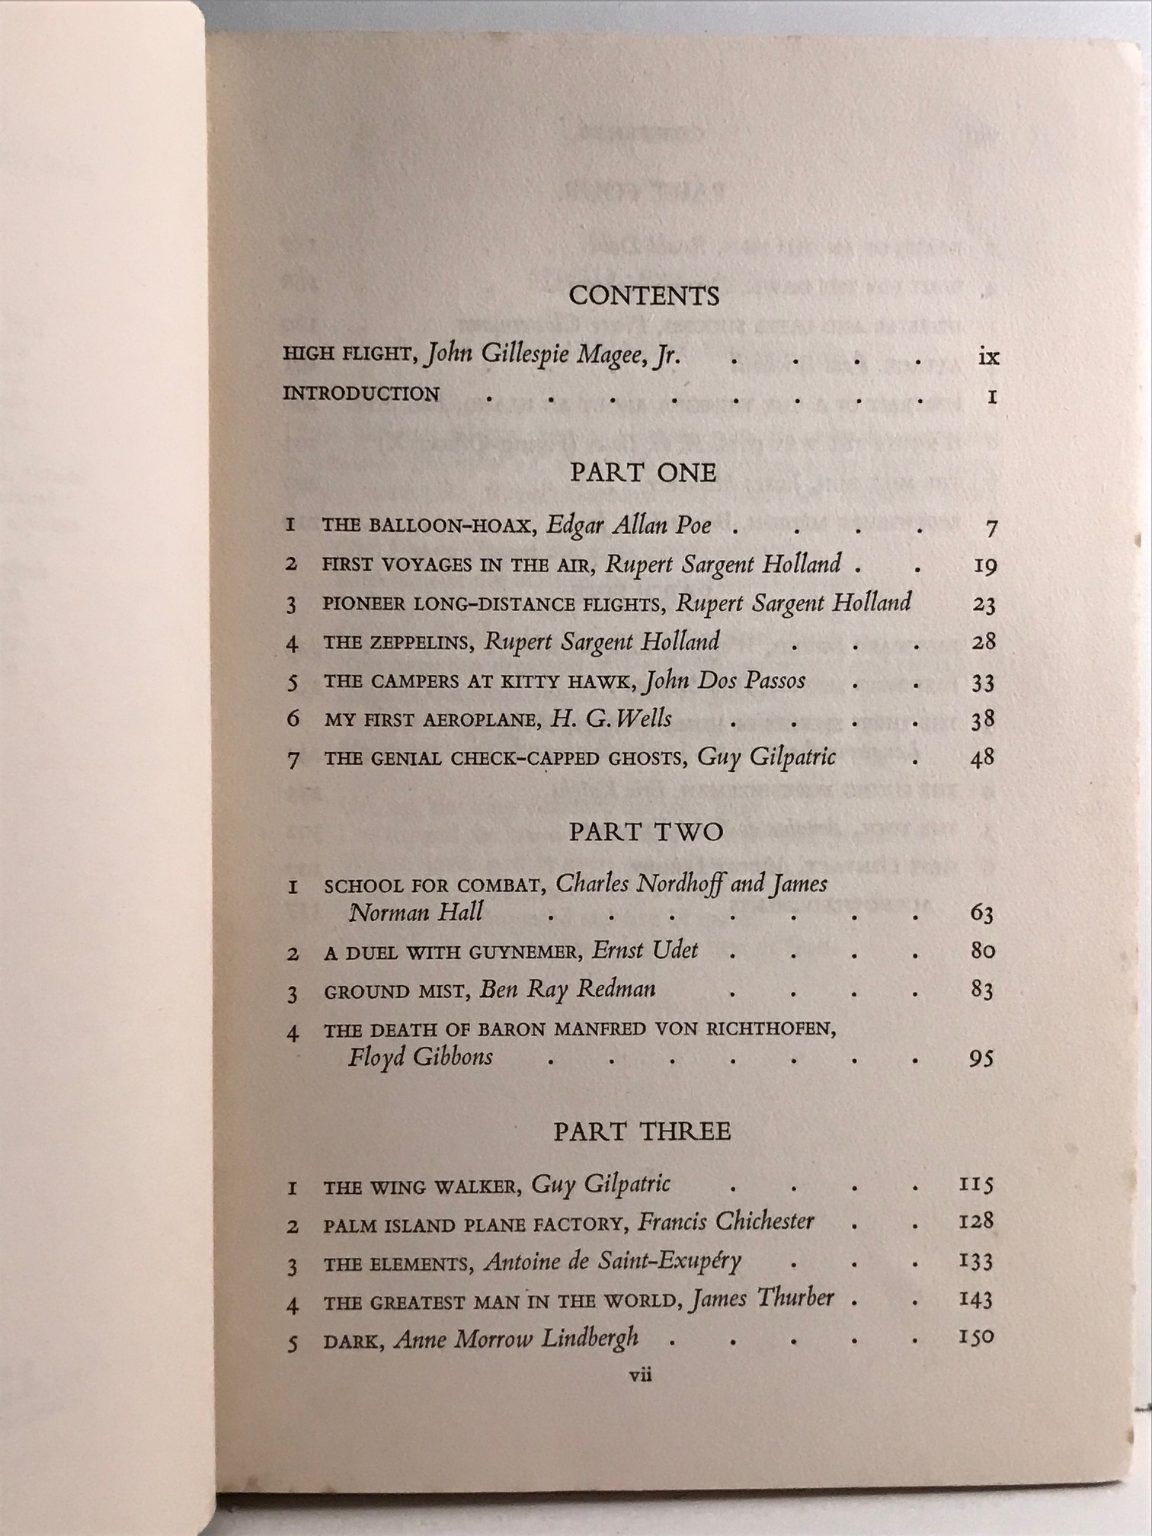 CONTENTS
HIGH FLIGHT, John Gillespie Magee, Jr. . . . . ix
INTRODUCTION . . . . . . . . 1
PART ONE
1 THE BALLOON-HOAX, Edgar Allan Poe . . . . 7
2 FIRST VOYAGES IN THE AIR, Rupert Sargent Holland . . 19
3 PIONEER LONG-DISTANCE FLIGHTS, Rupert Sargent Holland 23
4 THE ZEPPELINS, Rupert Sargent Holland . . . 28
5 THE CAMPERS AT KITTY HAWK, John Dos Passos . . 33
6 MY FIRST AEROPLANE, H. G. Wells . . . . 38
7 THE GENIAL CHECK-CAPPED GHOSTS, Guy Gilpatric . 48
PART TWO
1 SCHOOL FOR COMBAT, Charles Nordhoff and James
Norman Hall . . . . . . . 63
2 A DUEL WITH GUYNEMER, Ernst Udet . . . . 80
3 GROUND MIST, Ben Ray Redman . . . . 83
4 THE DEATH OF BARON MANFRED VON RICHTHOFEN,
Floyd Gibbons . . . . . . . 95
PART THREE
1 THE WING WALKER, Guy Gilpatric . . . . 115
2 PALM ISLAND PLANE FACTORY, Francis Chichester . . 128
3 THE ELEMENTS, Antoine de Saint-Exupéry . . . 133
4 THE GREATEST MAN IN THE WORLD, James Thurber . . 143
5 DARK, Anne Morrow Lindbergh . . . . . 150
vii